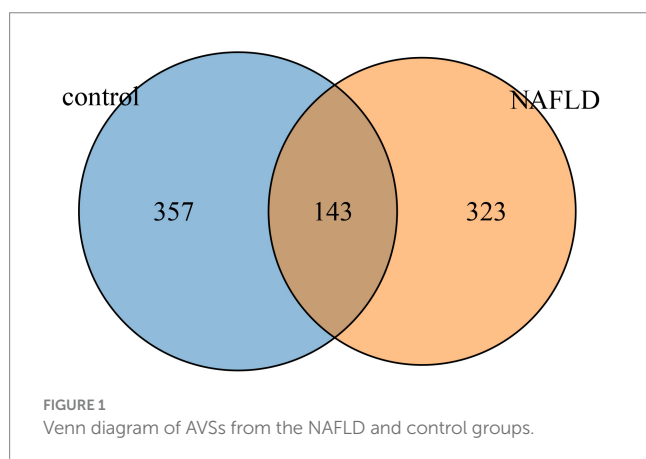 control
NAFLD
357
143
323
FIGURE 1
Venn diagram of AVSs from the NAFLD and control groups.